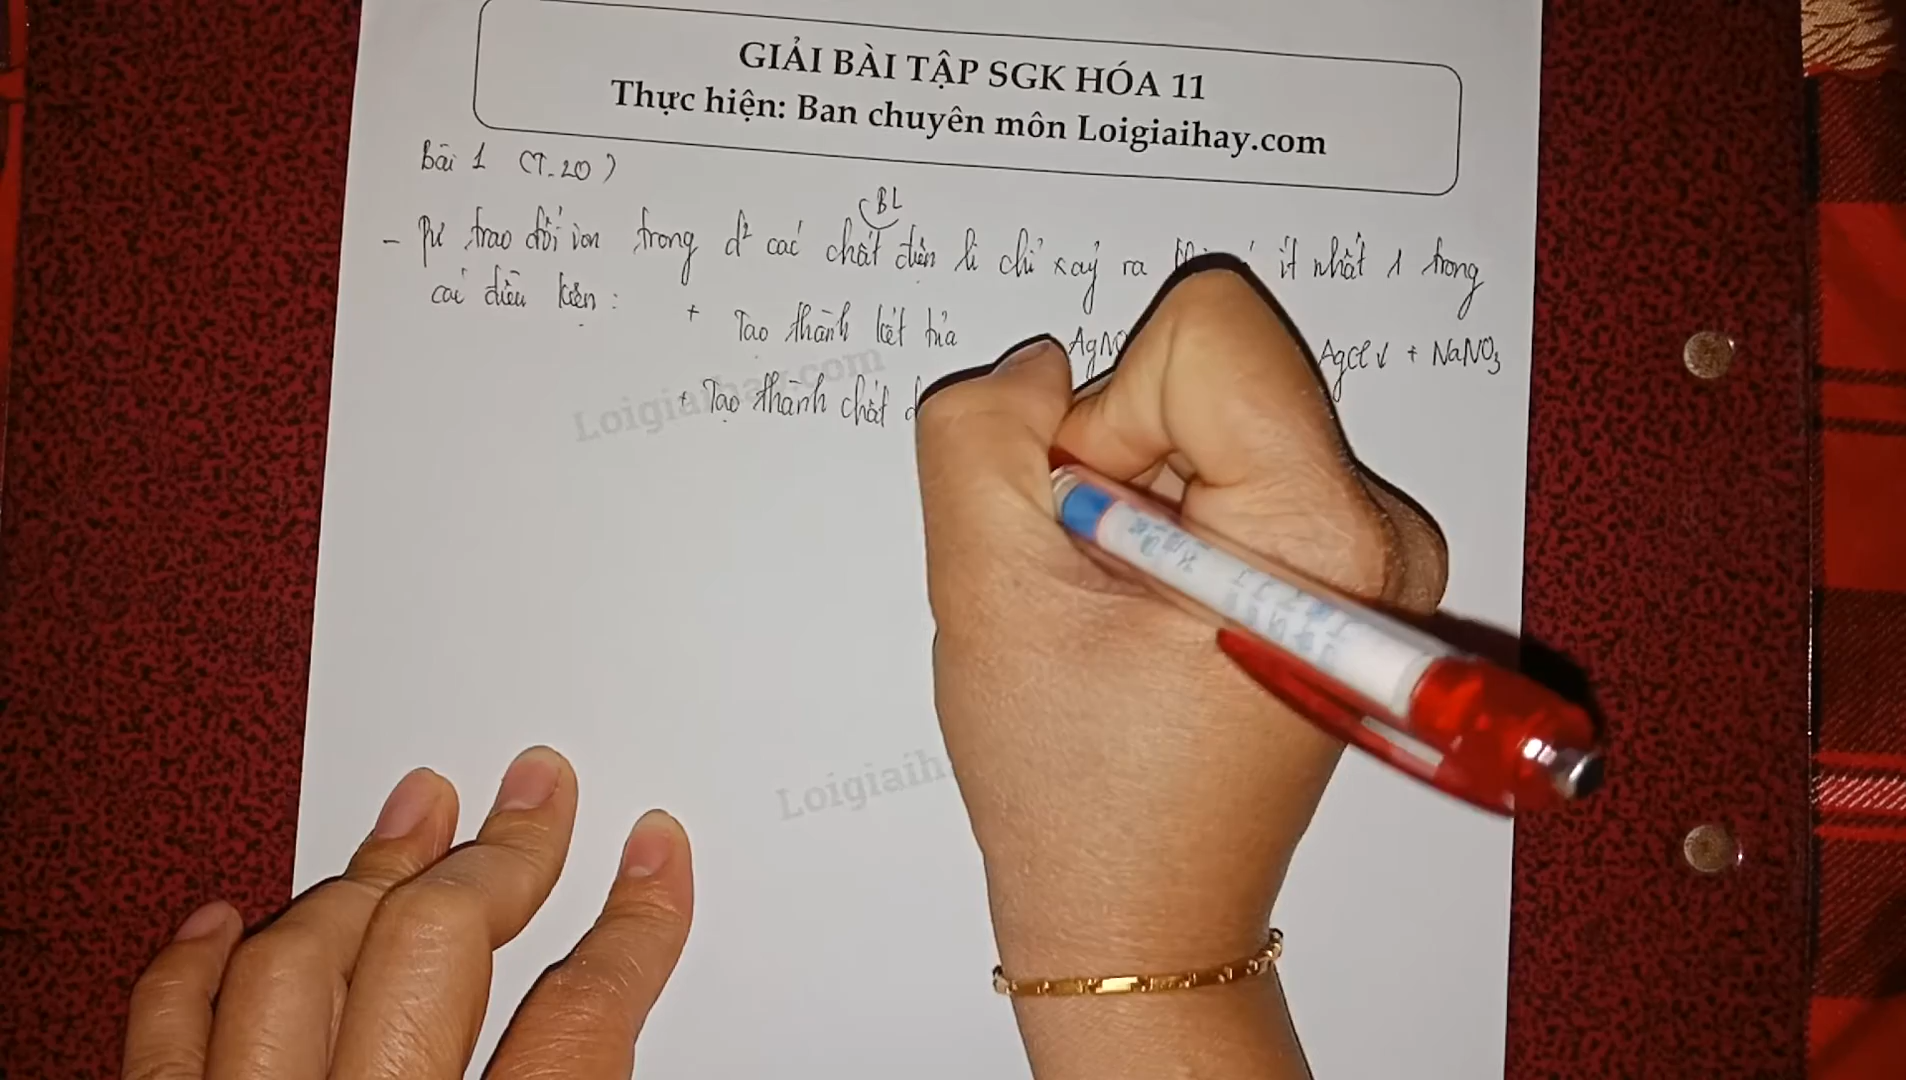 GIẢI BÀI TẬP SGK HÓA 11
Thực hiện: Ban chuyên môn Loigiaihay.com
Bài 1 (T.20)
BL
- Pư trao đổi ion trong d² các chất điện li chỉ xảy ra ít nhất 1 trong
các điều kiện:
+ Tạo thành kết tủa AgNO AgCl↓ + NaNO₃
+ Tạo thành chất
Loigiaihay.com
Loigiaih